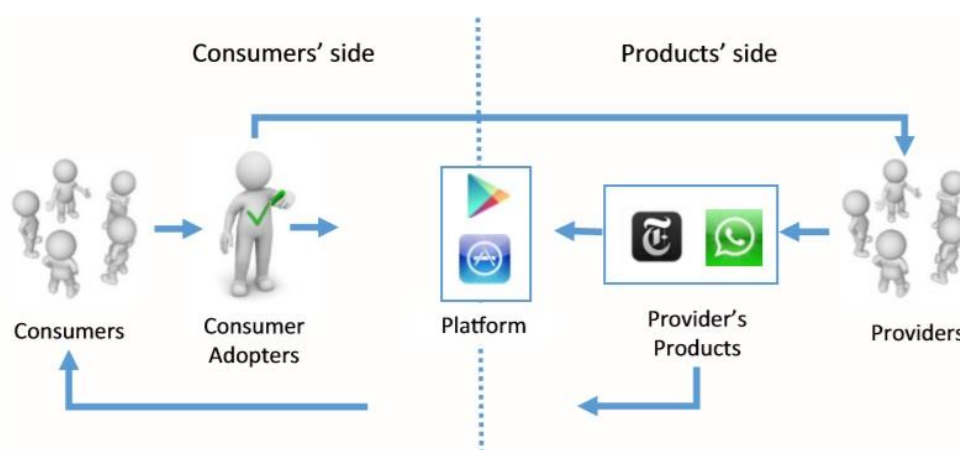 Consumers’ side
Products’ side
Consumers
Consumer
Adopters
Platform
Provider’s
Products
Providers